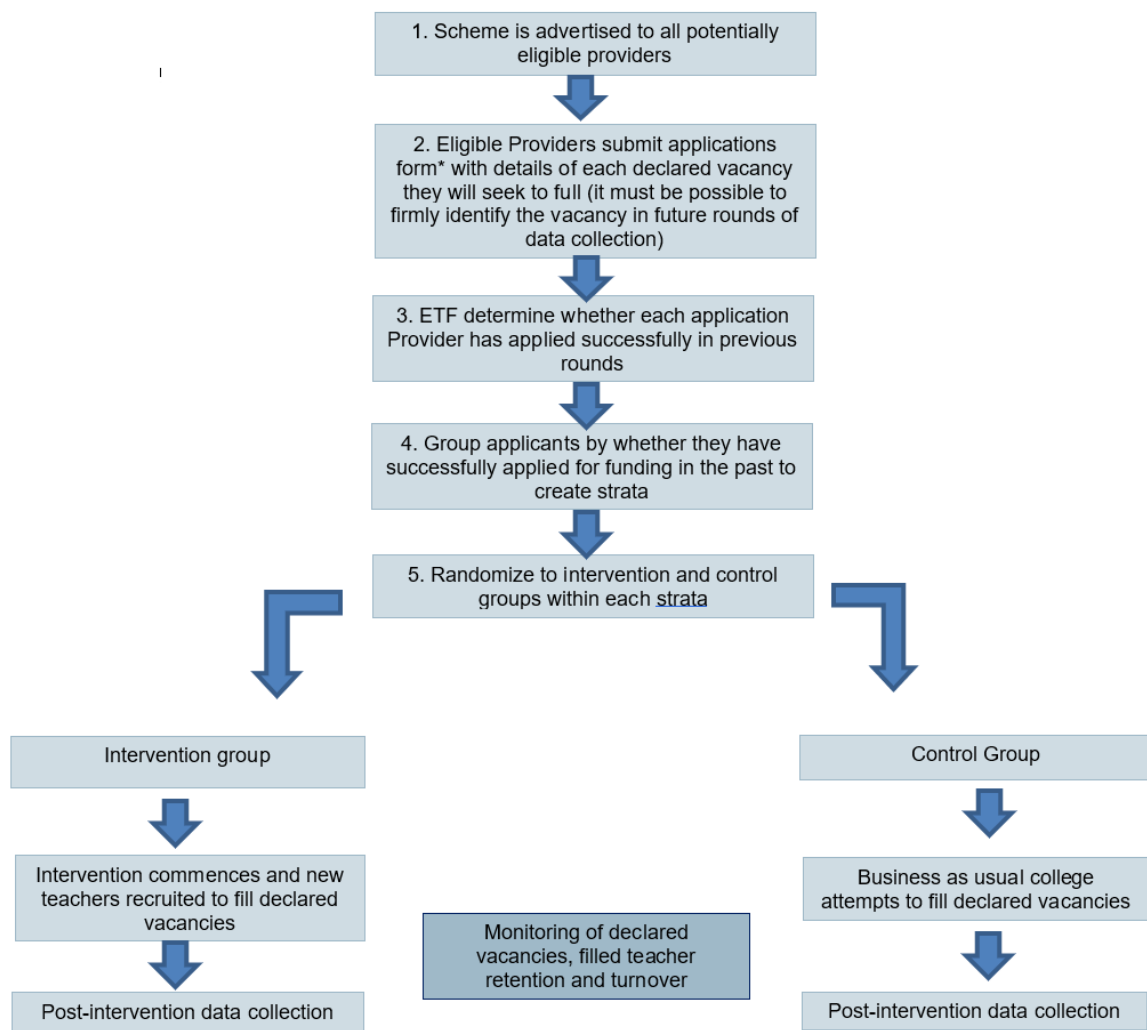 1. Scheme is advertised to all potentially
eligible providers
2. Eligible Providers submit applications
form* with details of each declared vacancy
they will seek to full (it must be possible to
firmly identify the vacancy in future rounds
of data collection)
3. ETF determine whether each application
Provider has applied successfully in previous
rounds
4. Group applicants by whether they have
successfully applied for funding in the past to
create strata
5. Randomize to intervention and control
groups within each strata
Intervention group
Control Group
Intervention commences and new
teachers recruited to fill declared
vacancies
Business as usual college
attempts to fill declared vacancies
Monitoring of declared
vacancies, filled teacher
retention and turnover
Post-intervention data collection
Post-intervention data collection